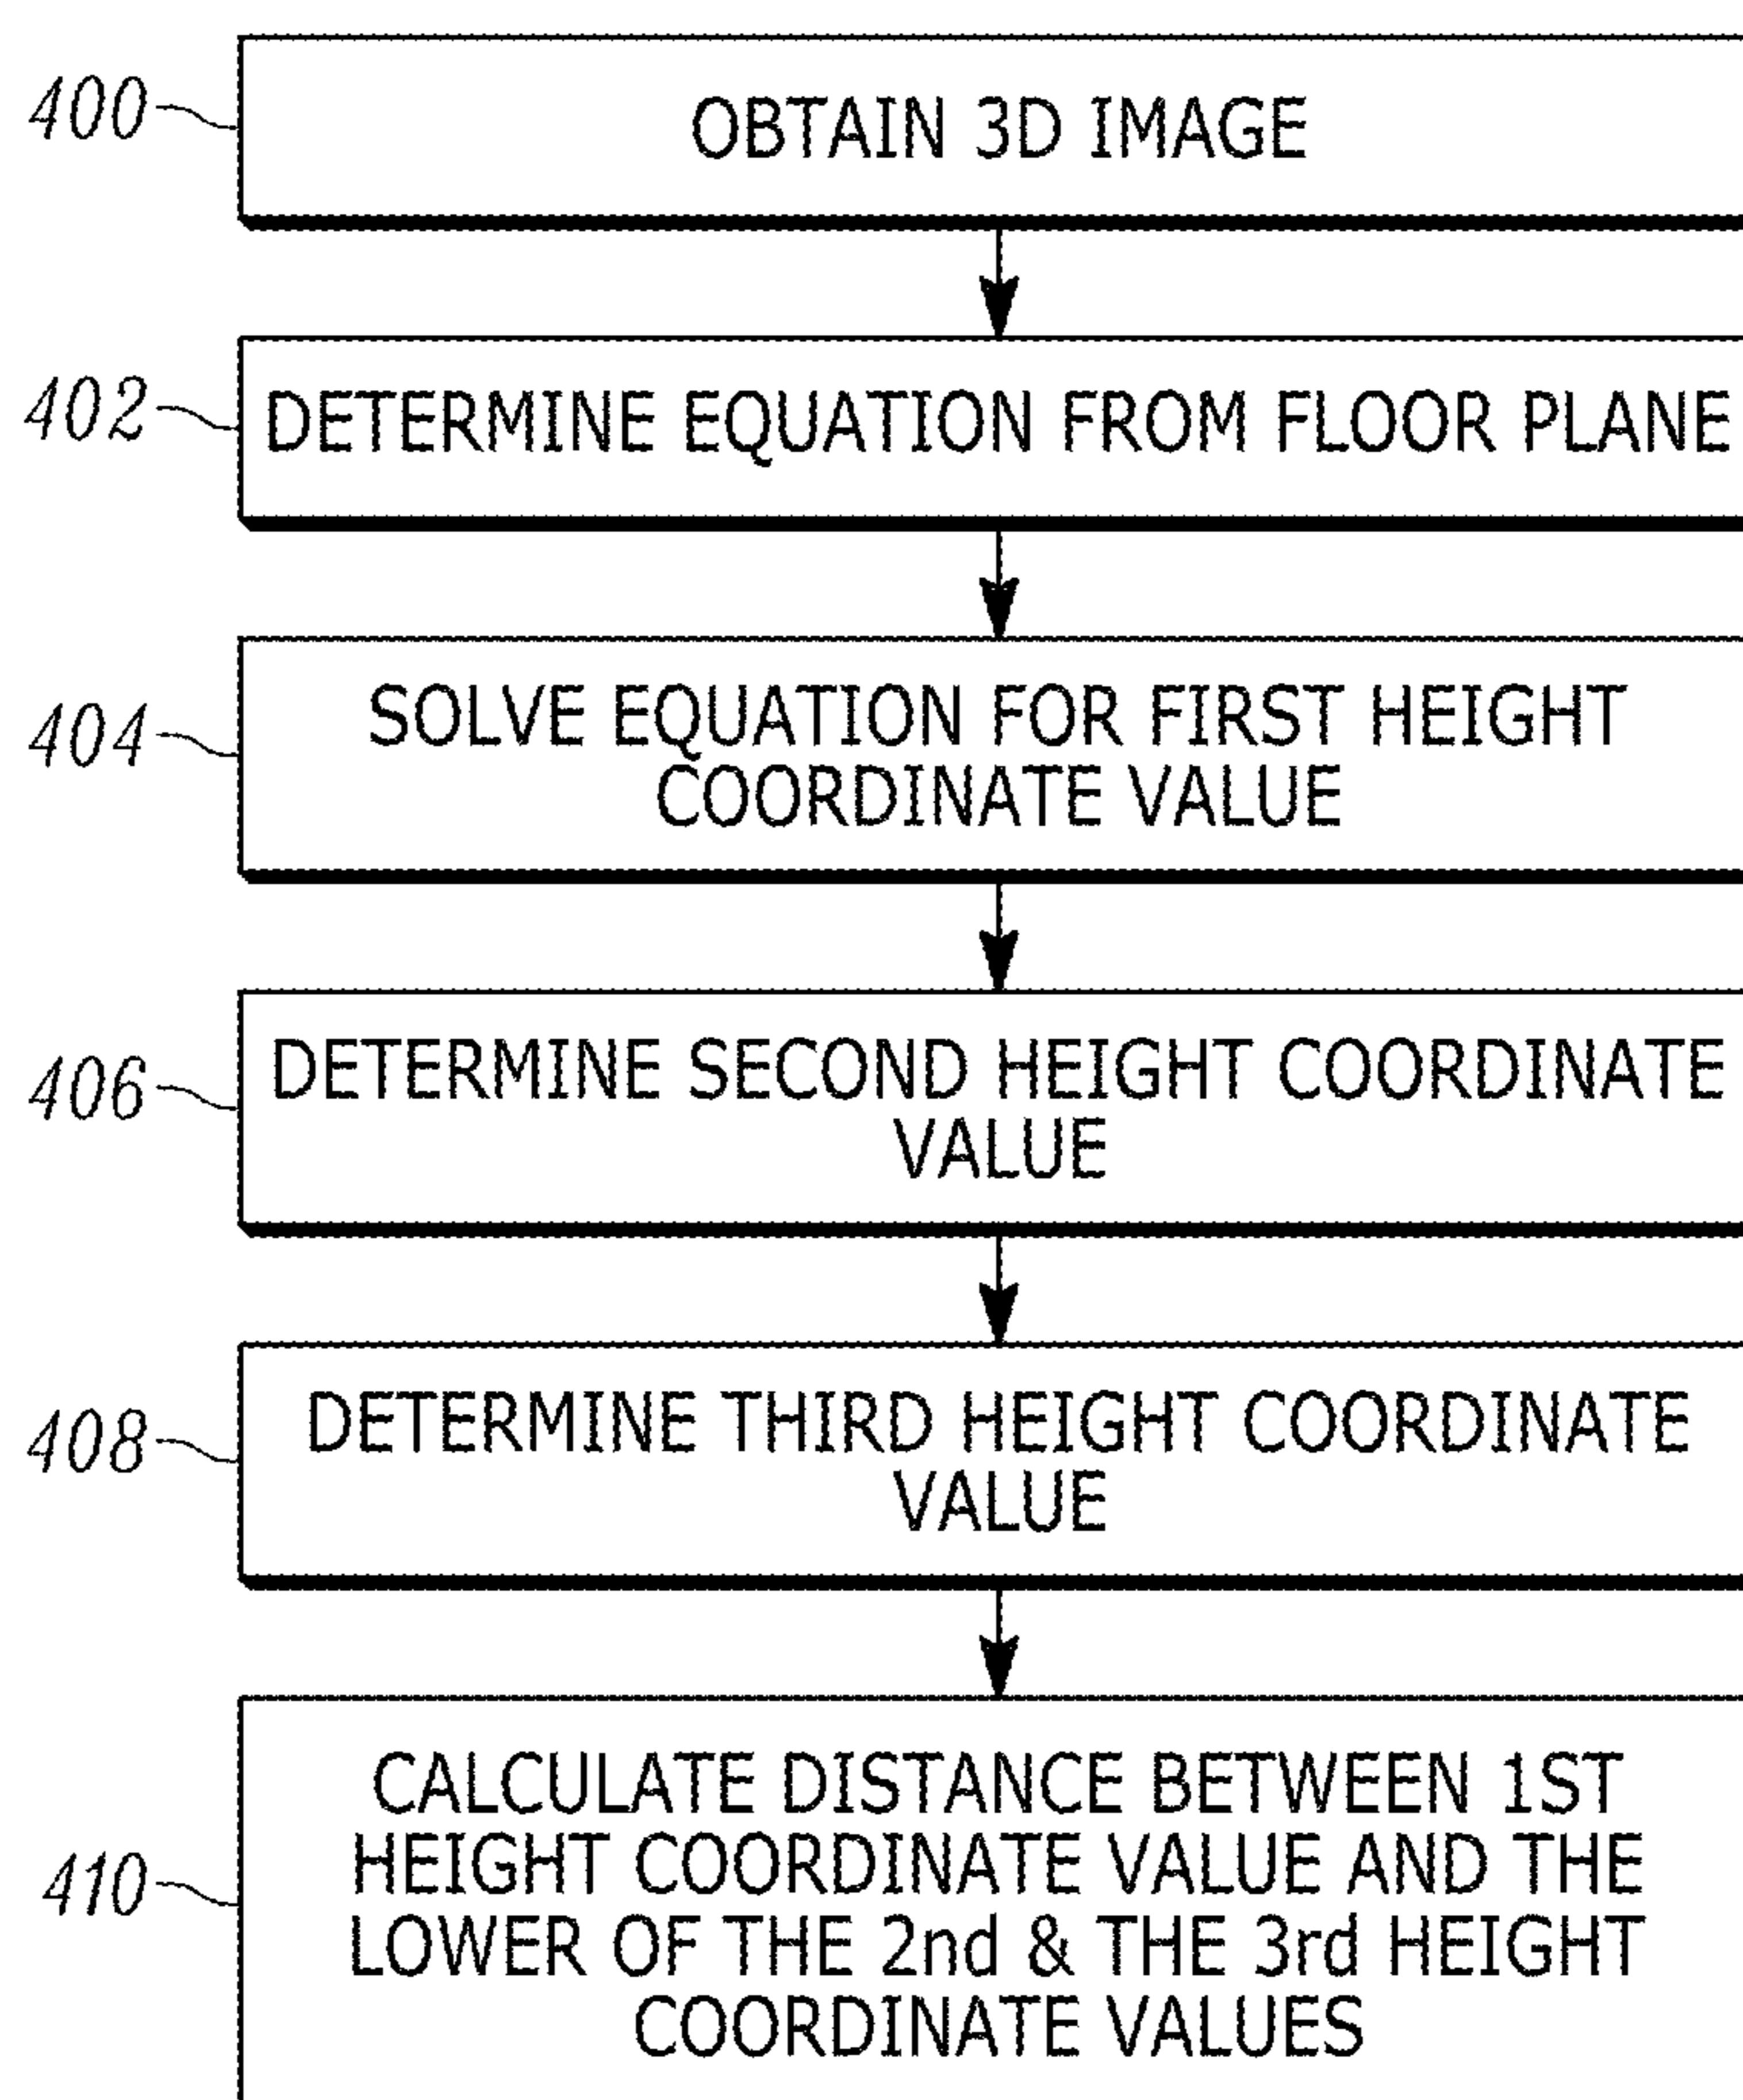 400
OBTAIN 3D IMAGE
402
DETERMINE EQUATION FROM FLOOR PLANE
404
SOLVE EQUATION FOR FIRST HEIGHT
COORDINATE VALUE
406
DETERMINE SECOND HEIGHT COORDINATE
VALUE
408
DETERMINE THIRD HEIGHT COORDINATE
VALUE
410
CALCULATE DISTANCE BETWEEN 1ST
HEIGHT COORDINATE VALUE AND THE
LOWER OF THE 2nd & THE 3rd HEIGHT
COORDINATE VALUES